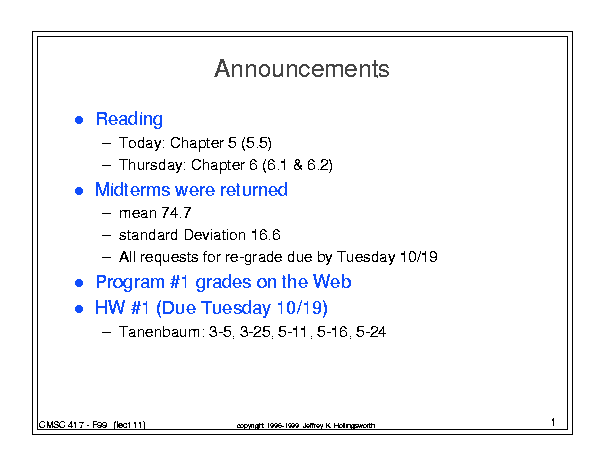 Announcements
● Reading
– Today: Chapter 5 (5.5)
– Thursday: Chapter 6 (6.1 & 6.2)
● Midterms were returned
– mean 74.7
– standard Deviation 16.6
– All requests for re-grade due by Tuesday 10/19
● Program #1 grades on the Web
● HW #1 (Due Tuesday 10/19)
– Tanenbaum: 3-5, 3-25, 5-11, 5-16, 5-24
CMSC 417 - F99 (lect11)
copyright 1996-1999 Jeffrey K. Hollingsworth
1